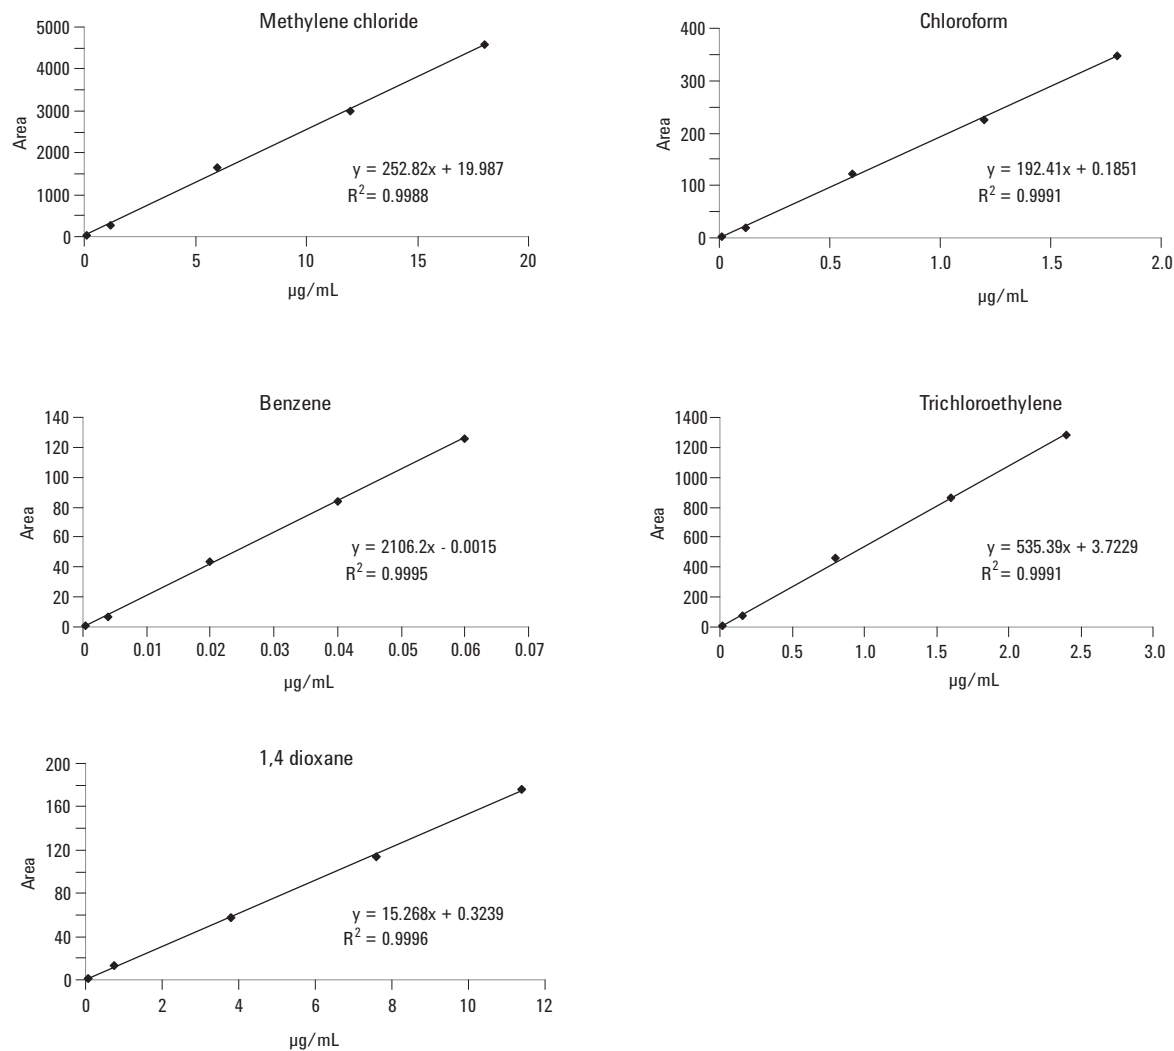 Methylene chloride
5000
4000
3000
2000
1000
0
Area
0 5 10 15 20
µg/mL
y = 252.82x + 19.987
R2 = 0.9988
Chloroform
400
300
200
100
0
Area
0 0.5 1.0 1.5 2.0
µg/mL
y = 192.41x + 0.1851
R2 = 0.9991
Benzene
140
120
100
80
60
40
20
0
Area
0 0.01 0.02 0.03 0.04 0.05 0.06 0.07
µg/mL
y = 2106.2x - 0.0015
R2 = 0.9995
Trichloroethylene
1400
1200
1000
800
600
400
200
0
Area
0 0.5 1.0 1.5 2.0 2.5 3.0
µg/mL
y = 535.39x + 3.7229
R2 = 0.9991
1,4 dioxane
200
160
120
80
40
0
Area
0 2 4 6 8 10 12
µg/mL
y = 15.268x + 0.3239
R2 = 0.9996